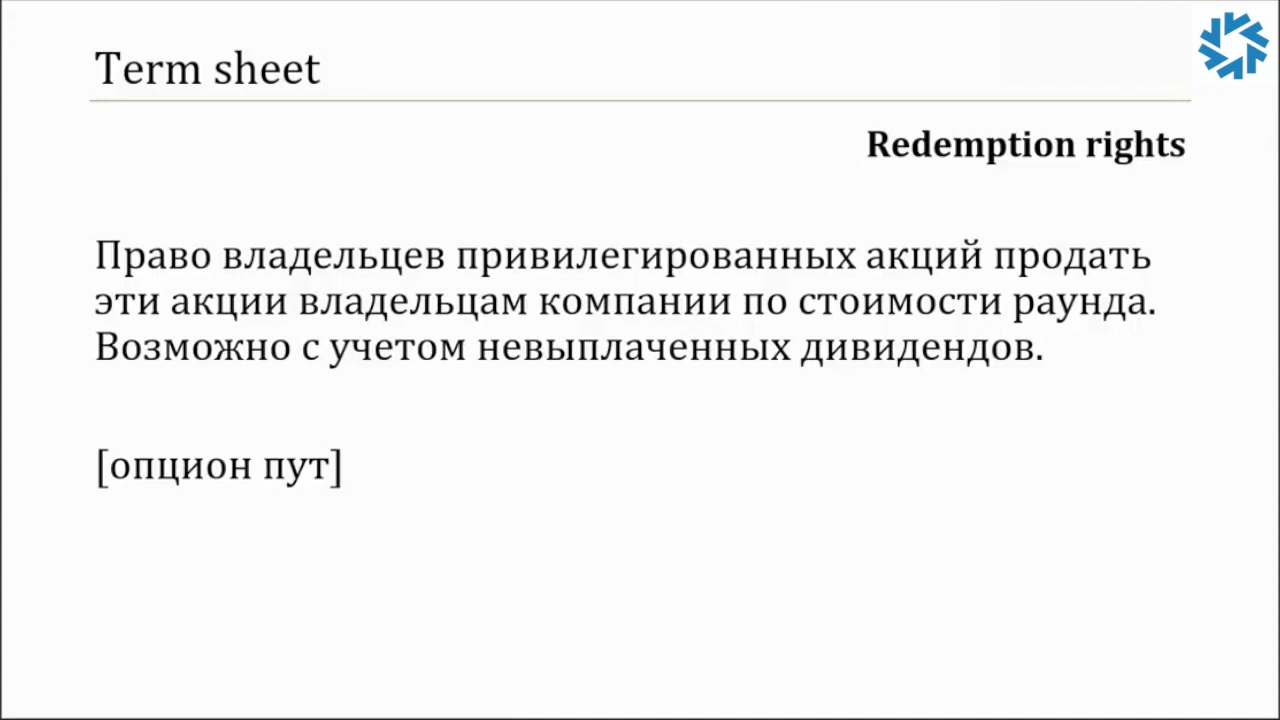 Term sheet
Redemption rights
Право владельцев привилегированных акций продать
эти акции владельцам компании по стоимости раунда.
Возможно с учетом невыплаченных дивидендов.
[опцион пут]